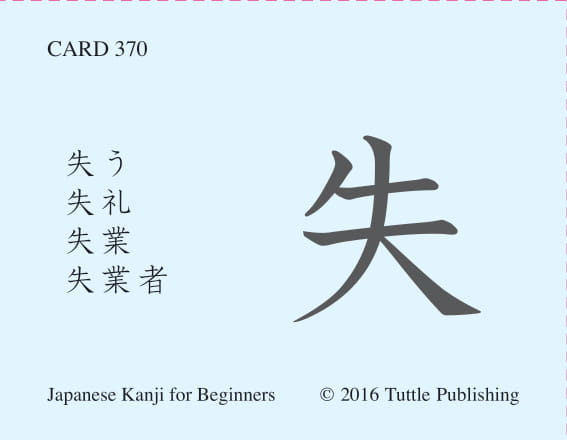 CARD 370
失う
失礼
失業
失業者
失
Japanese Kanji for Beginners
© 2016 Tuttle Publishing